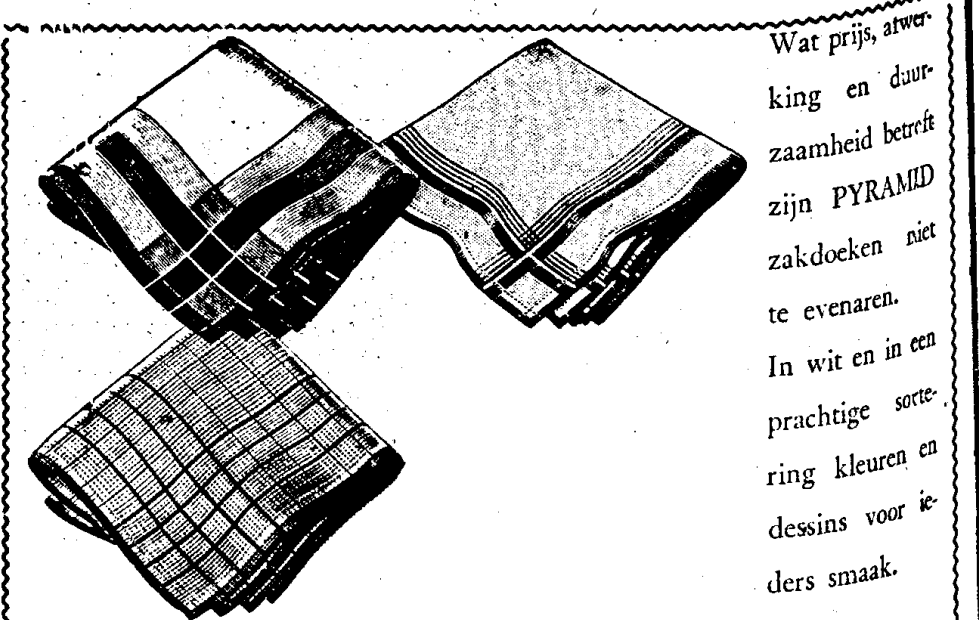 Wat prijs, afwer-
king en duur-
zaamheid betreft
zijn PYRAMID
zakdoeken niet
te evenaren.
In wit en in een
prachtige sorte-
ring kleuren en
dessins voor ie-
ders smaak.